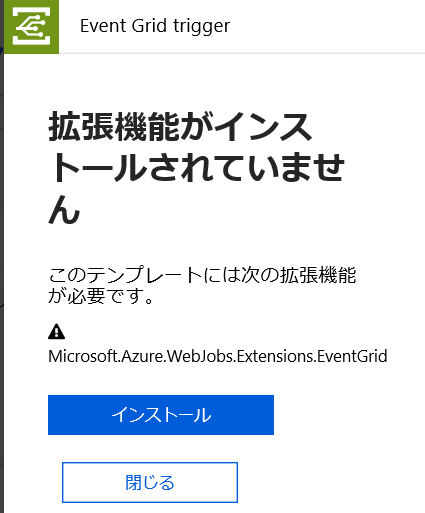 Event Grid trigger
拡張機能がインス
トールされていませ
ん
このテンプレートには次の拡張機能
が必要です。
Microsoft.Azure.WebJobs.Extensions.EventGrid
インストール
閉じる